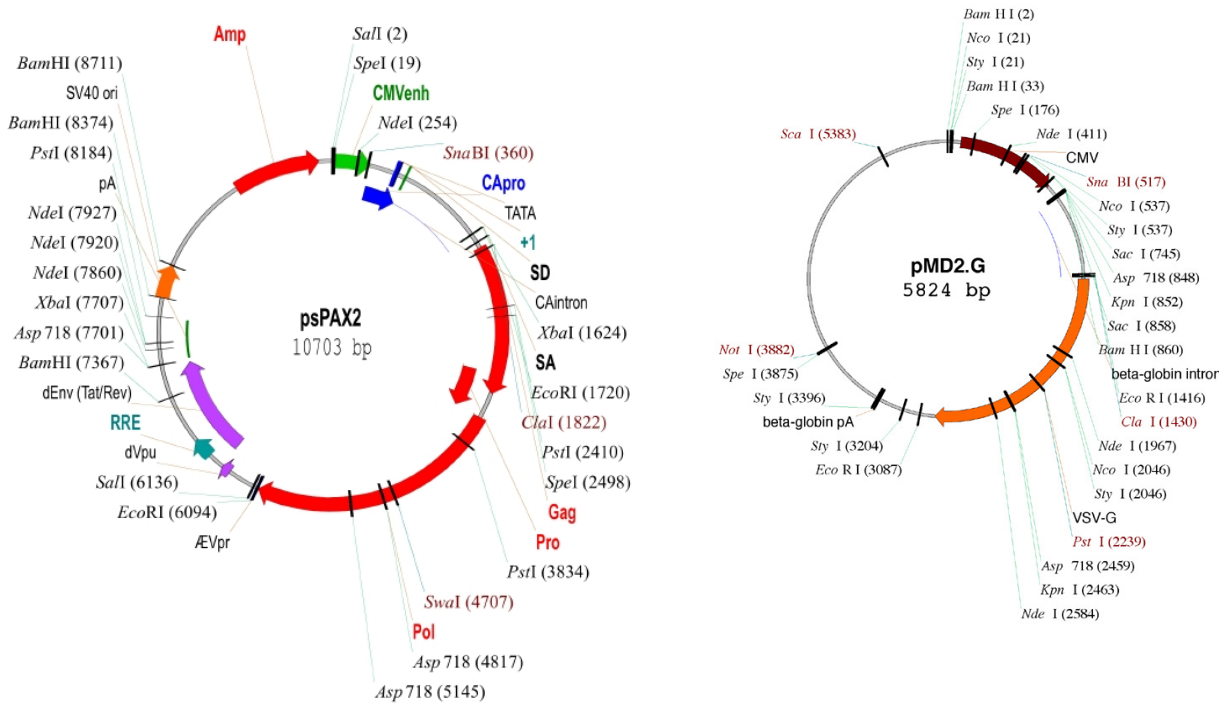 Amp
SalI (2)
SpeI (19)
CMVenh
NdeI (254)
SnaBI (360)
CApro
TATA
+1
SD
CAintron
XbaI (1624)
SA
EcoRI (1720)
ClaI (1822)
PstI (2410)
SpeI (2498)
Gag
Pro
PstI (3834)
SwaI (4707)
Pol
Asp718 (4817)
Asp718 (5145)
BamHI (8711)
SV40 ori
BamHI (8374)
PstI (8184)
pA
NdeI (7927)
NdeI (7920)
NdeI (7860)
XbaI (7707)
Asp718 (7701)
BamHI (7367)
dEnv (Tat/Rev)
RRE
dVpu
SalI (6136)
EcoRI (6094)
ÆVpr
psPAX2
10703 bp
Bam H I (2)
Nco I (21)
Sty I (21)
Bam H I (33)
Spe I (176)
Nde I (411)
CMV
Sna BI (517)
Nco I (537)
Sty I (537)
Sac I (745)
Asp 718 (848)
Kpn I (852)
Sac I (858)
Bam H I (860)
beta-globin intron
Eco R I (1416)
Cla I (1430)
Nde I (1967)
Nco I (2046)
Sty I (2046)
VSV-G
Pst I (2239)
Asp 718 (2459)
Kpn I (2463)
Nde I (2584)
Sca I (5383)
Not I (3882)
Spe I (3875)
Sty I (3396)
beta-globin pA
Sty I (3204)
Eco R I (3087)
pMD2.G
5824 bp